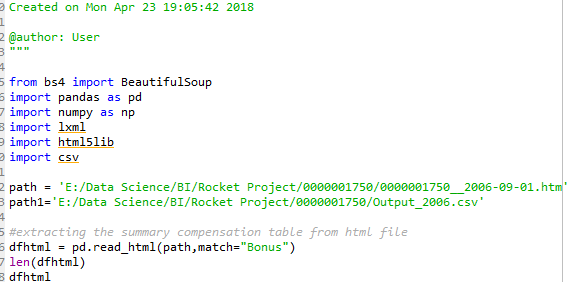 Created on Mon Apr 23 19:05:42 2018
@author: User
"""
from bs4 import BeautifulSoup
import pandas as pd
import numpy as np
import lxml
import html5lib
import csv
path = 'E:/Data Science/BI/Rocket Project/0000001750/0000001750__2006-09-01.htm'
path1='E:/Data Science/BI/Rocket Project/0000001750/Output_2006.csv'
#extracting the summary compensation table from html file
dfhtml = pd.read_html(path,match="Bonus")
len(dfhtml)
dfhtml